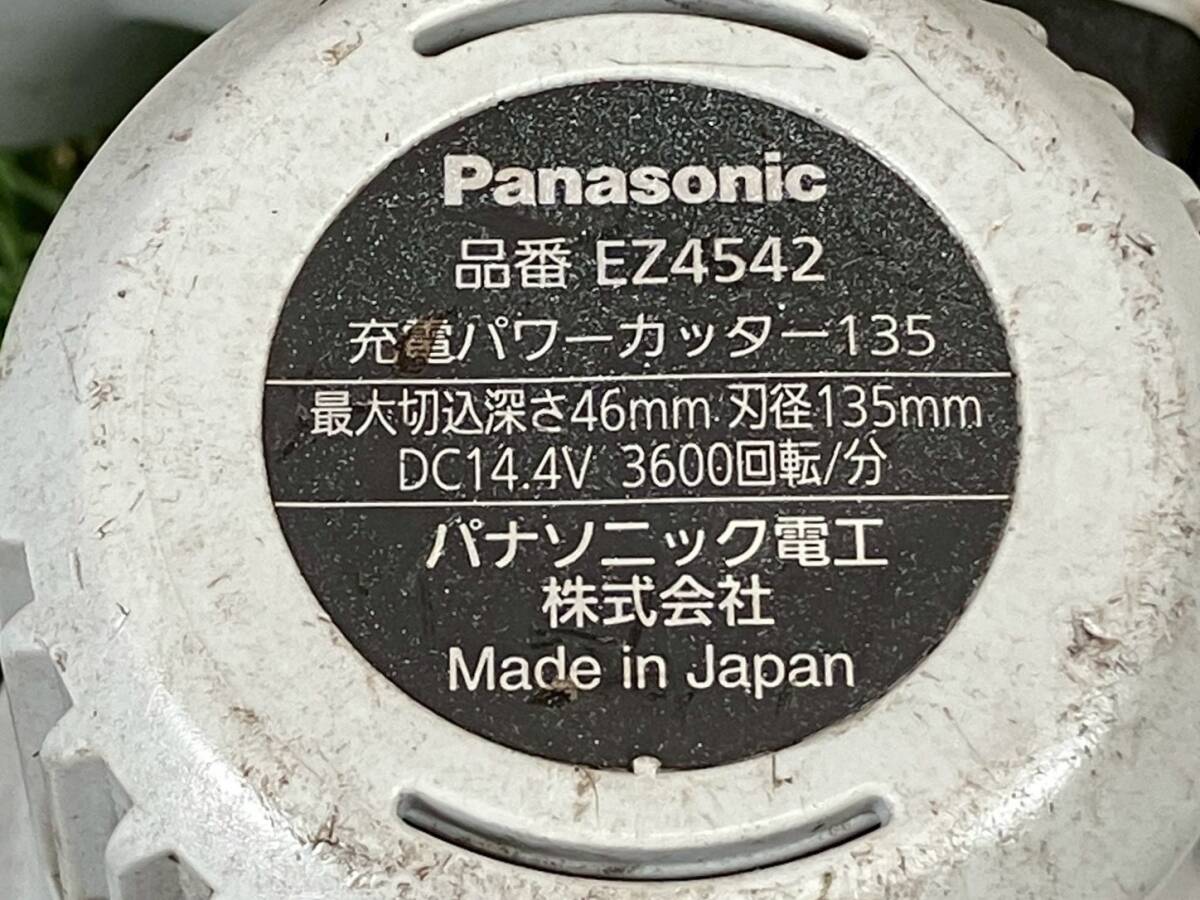 Panasonic
品番 EZ4542
充電パワーカッター135
最大切込深さ46mm 刃径135mm
DC14.4V 3600回転/分
パナソニック電工
株式会社
Made in Japan